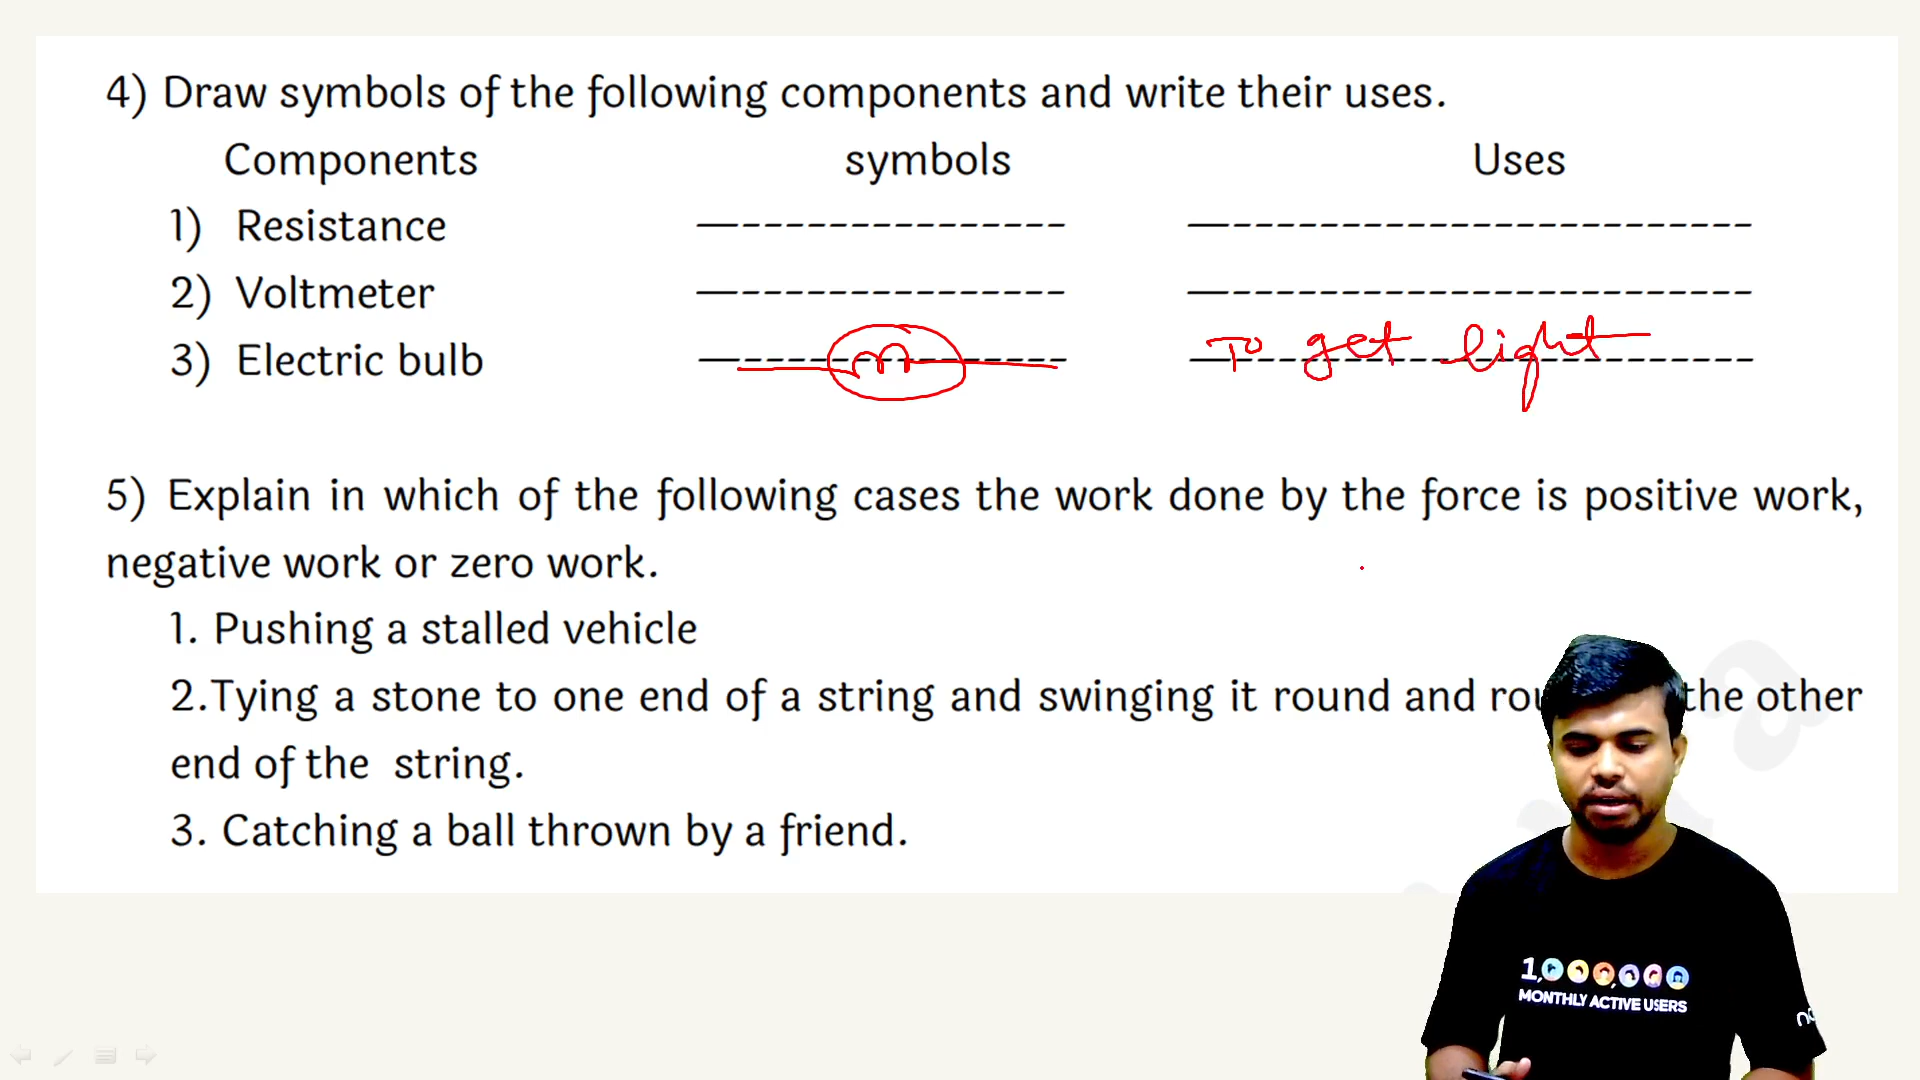 4) Draw symbols of the following components and write their uses.
Components symbols Uses
1) Resistance —--------------- —------------------------
2) Voltmeter —--------------- —------------------------
3) Electric bulb —--------------- To get light
5) Explain in which of the following cases the work done by the force is positive work,
negative work or zero work.
1. Pushing a stalled vehicle
2.Tying a stone to one end of a string and swinging it round and the other
end of the string.
3. Catching a ball thrown by a friend.
1,000,000
MONTHLY ACTIVE USERS